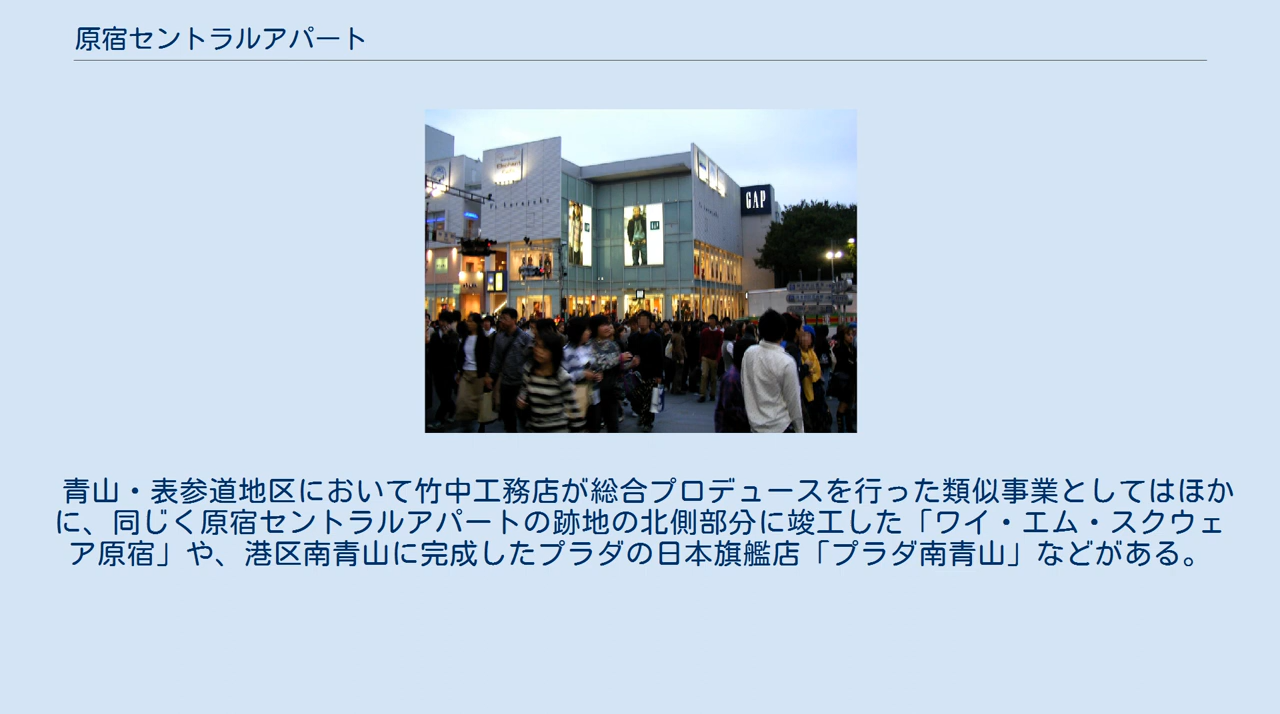 原宿セントラルアパート
GAP
青山・表参道地区において竹中工務店が総合プロデュースを行った類似事業としてはほか
に、同じく原宿セントラルアパートの跡地の北側部分に竣工した「ワイ・エム・スクウェ
ア原宿」や、港区南青山に完成したプラダの日本旗艦店「プラダ南青山」などがある。